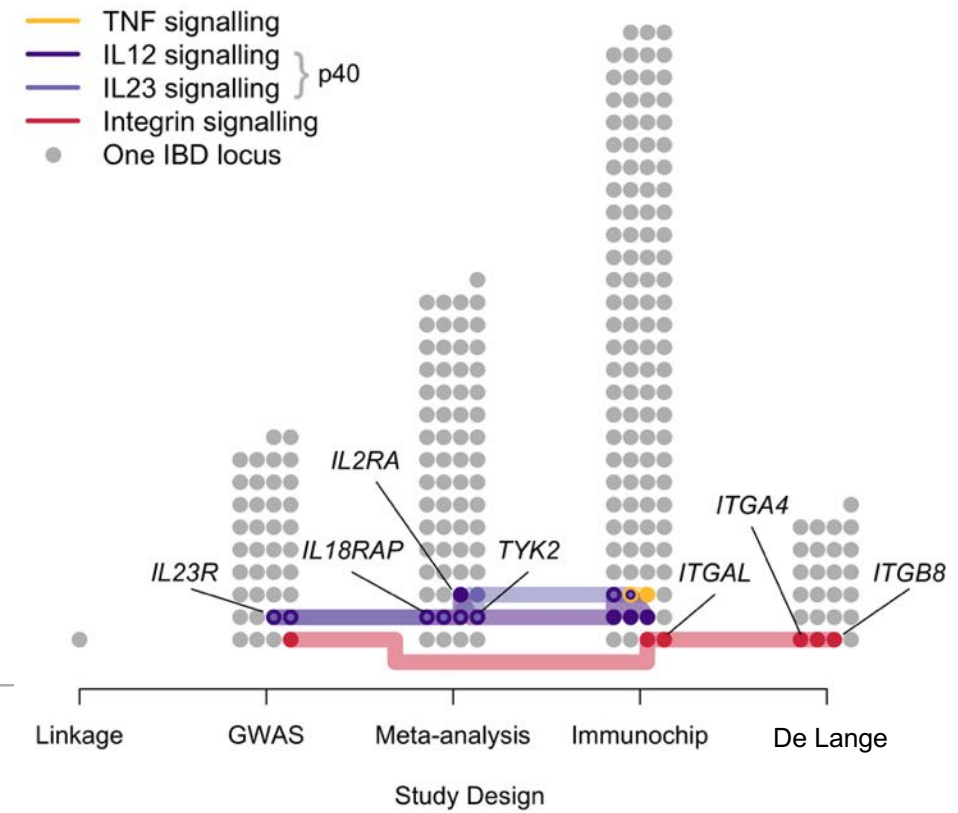 TNF signalling
IL12 signalling
IL23 signalling
p40
Integrin signalling
One IBD locus
IL2RA
ITGA4
IL18RAP
TYK2
IL23R
ITGAL
ITGB8
Linkage
GWAS
Meta-analysis
Immunochip
De Lange
Study Design